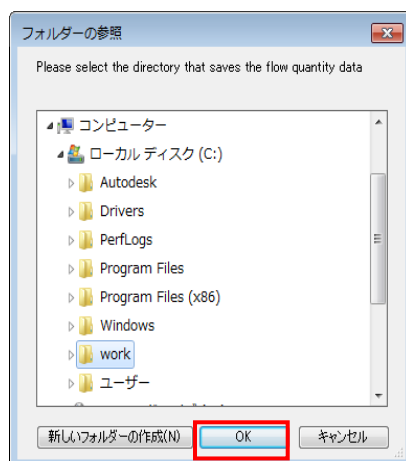 フォルダーの参照
Please select the directory that saves the flow quantity data
コンピューター
ローカル ディスク (C:)
Autodesk
Drivers
PerfLogs
Program Files
Program Files (x86)
Windows
work
ユーザー
新しいフォルダーの作成(N) OK キャンセル